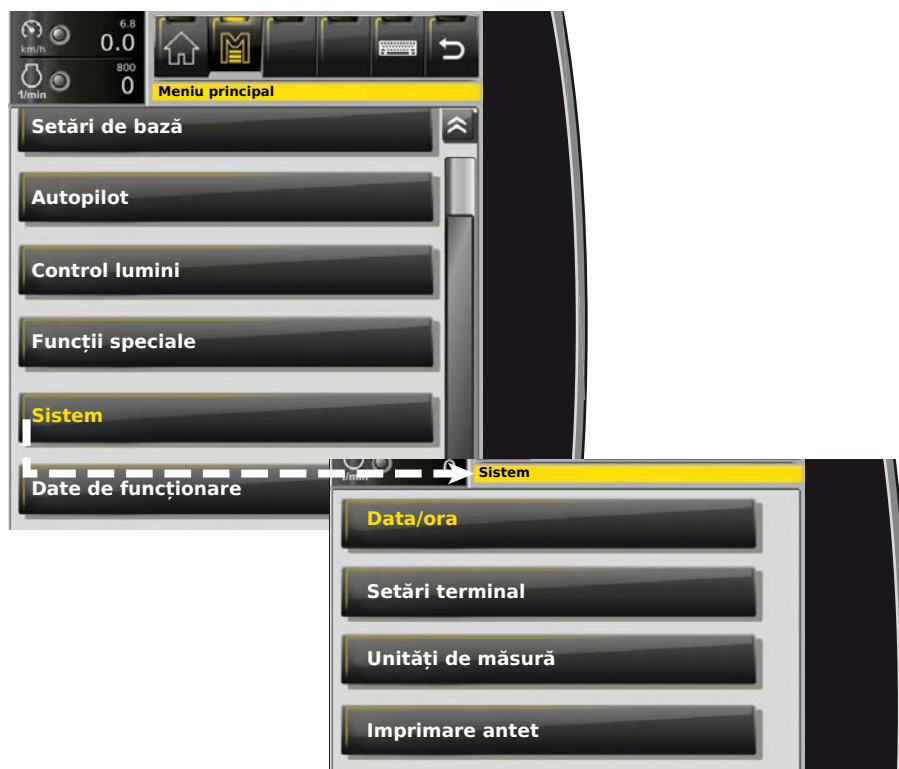 6.8
km/h 0.0
800
1/min 0
Meniu principal
Setări de bază
Autopilot
Control lumini
Funcții speciale
Sistem
Date de funcționare
Sistem
Data/ora
Setări terminal
Unități de măsură
Imprimare antet